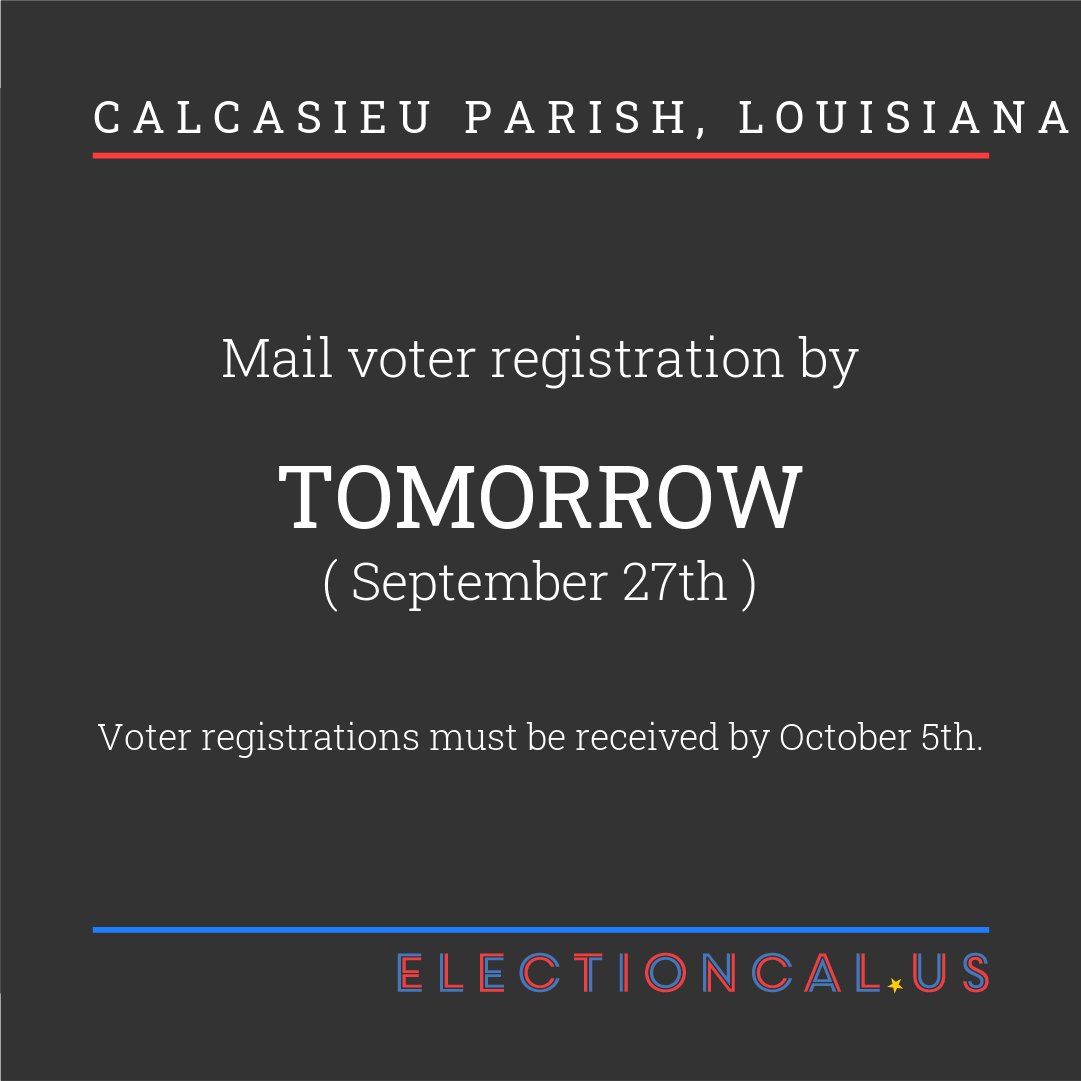 CALCASIEU PARISH, LOUISIANA
Mail voter registration by
TOMORROW
( September 27th )
Voter registrations must be received by October 5th.
ELECTIONCAL.US